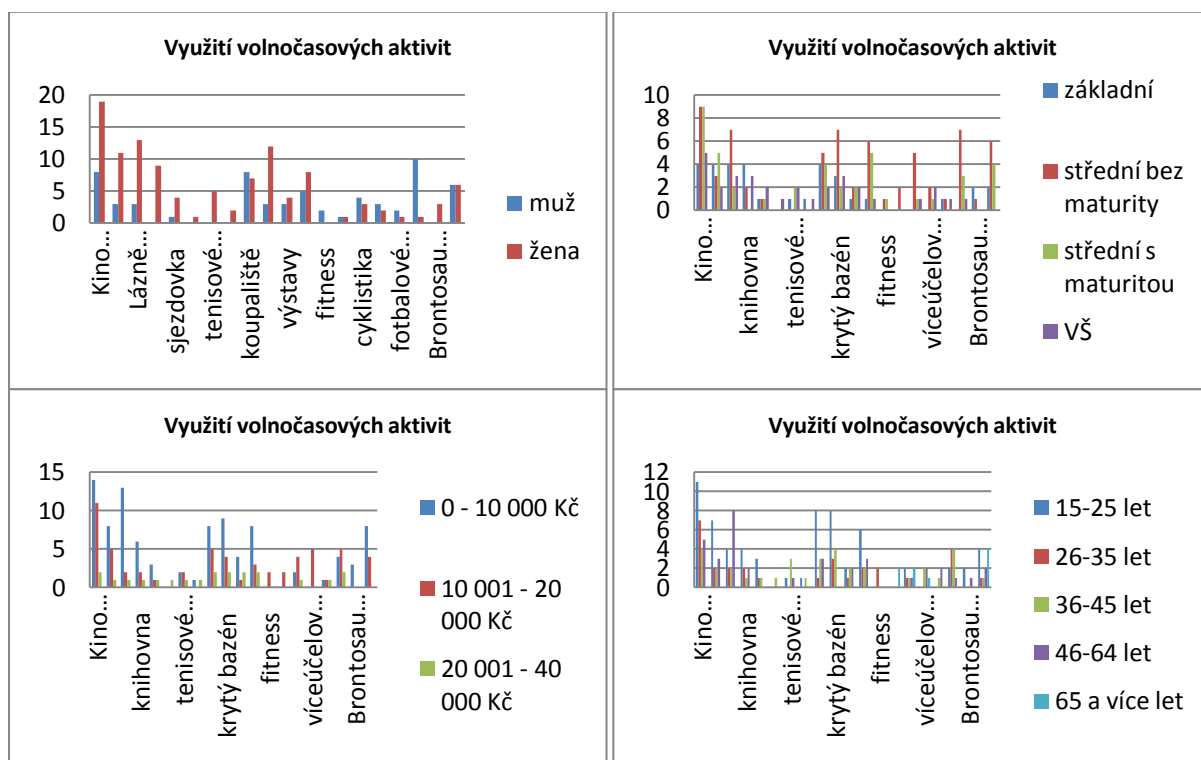 Využití volnočasových aktivit
20
15
10
5
0
Kino…
Lázně…
sjezdovka
tenisové…
koupaliště
výstavy
fitness
cyklistika
fotbalové…
Brontosau…
muž
žena
Využití volnočasových aktivit
10
8
6
4
2
0
Kino…
knihovna
tenisové…
krytý bazén
fitness
víceúčelov…
Brontosau…
základní
střední bez
maturity
střední s
maturitou
VŠ
Využití volnočasových aktivit
15
10
5
0
Kino…
knihovna
tenisové…
krytý bazén
fitness
víceúčelov…
Brontosau…
0 - 10 000 Kč
10 001 - 20
000 Kč
20 001 - 40
000 Kč
Využití volnočasových aktivit
12
10
8
6
4
2
0
Kino…
knihovna
tenisové…
krytý bazén
fitness
víceúčelov…
Brontosau…
15-25 let
26-35 let
36-45 let
46-64 let
65 a více let